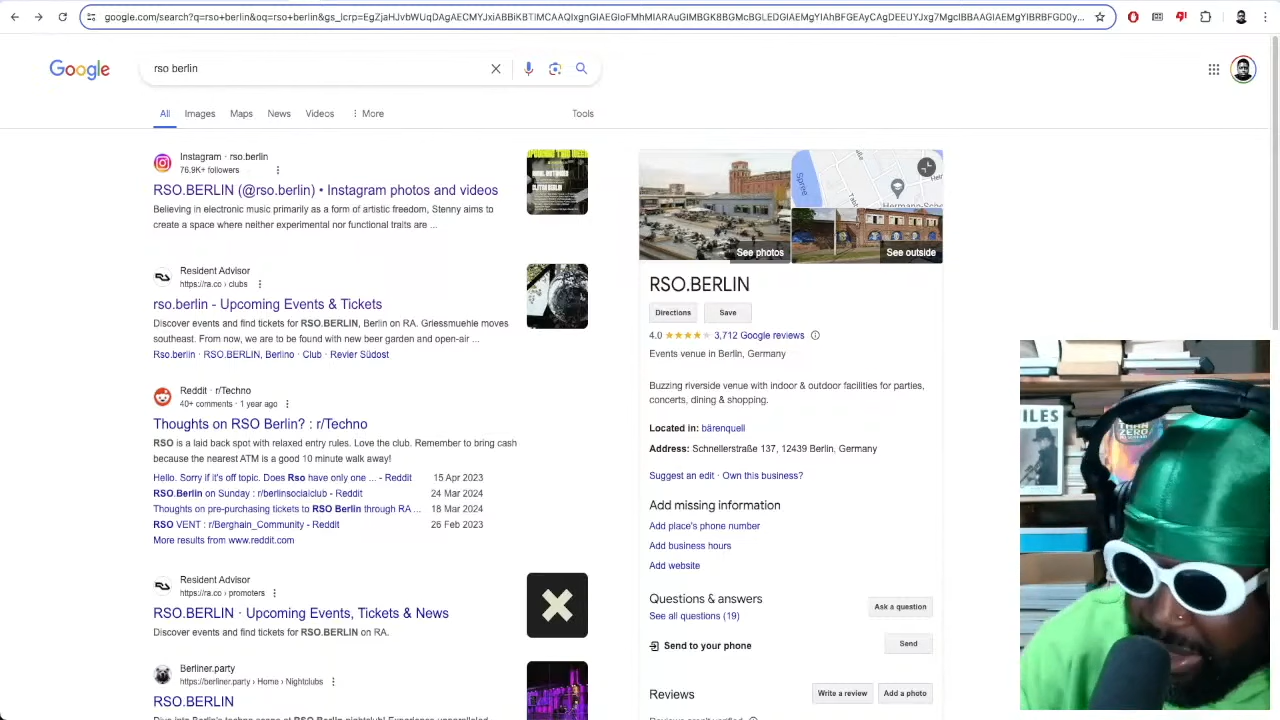 google.com/search?q=rso+berlin&oq=rso+berlin&gs_lcrp=
Google
rso berlin
All
Images
Maps
News
Videos
More
Tools
Instagram · rso.berlin
76.9K+ followers
RSO.BERLIN (@rso.berlin) • Instagram photos and videos
Believing in electronic music primarily as a form of artistic freedom, Stenny aims to
create a space where neither experimental nor functional traits are ...
Resident Advisor
https://ra.co › clubs
rso.berlin - Upcoming Events & Tickets
Discover events and find tickets for RSO.BERLIN, Berlin on RA. Griessmuehle moves
southeast. From now, we are to be found with new beer garden and open-air ...
Rso.berlin · RSO.BERLIN, Berlino · Club · Revier Südost
Reddit · r/Techno
40+ comments · 1 year ago
Thoughts on RSO Berlin? : r/Techno
RSO is a laid back spot with relaxed entry rules. Love the club. Remember to bring cash
because the nearest ATM is a good 10 minute walk away!
Hello. Sorry if it's off topic. Does Rso have only one ... - Reddit 15 Apr 2023
RSO.Berlin on Sunday : r/berlinsocialclub - Reddit 24 Mar 2024
Thoughts on pre-purchasing tickets to RSO Berlin through RA ... 18 Mar 2024
RSO VENT : r/Berghain_Community - Reddit 26 Feb 2023
More results from www.reddit.com
Resident Advisor
https://ra.co › promoters
RSO.BERLIN · Upcoming Events, Tickets & News
Discover events and find tickets for RSO.BERLIN on RA.
Berliner.party
https://berliner.party › Home › Nightclubs
RSO.BERLIN
Spree
See photos
See outside
RSO.BERLIN
Directions
Save
4.0 3,712 Google reviews
Events venue in Berlin, Germany
Buzzing riverside venue with indoor & outdoor facilities for parties,
concerts, dining & shopping.
Located in: bärenquell
Address: Schnellerstraße 137, 12439 Berlin, Germany
Suggest an edit · Own this business?
Add missing information
Add place's phone number
Add business hours
Add website
Questions & answers
See all questions (19)
Ask a question
Send to your phone
Send
Reviews
Write a review
Add a photo
THAN
ZERO